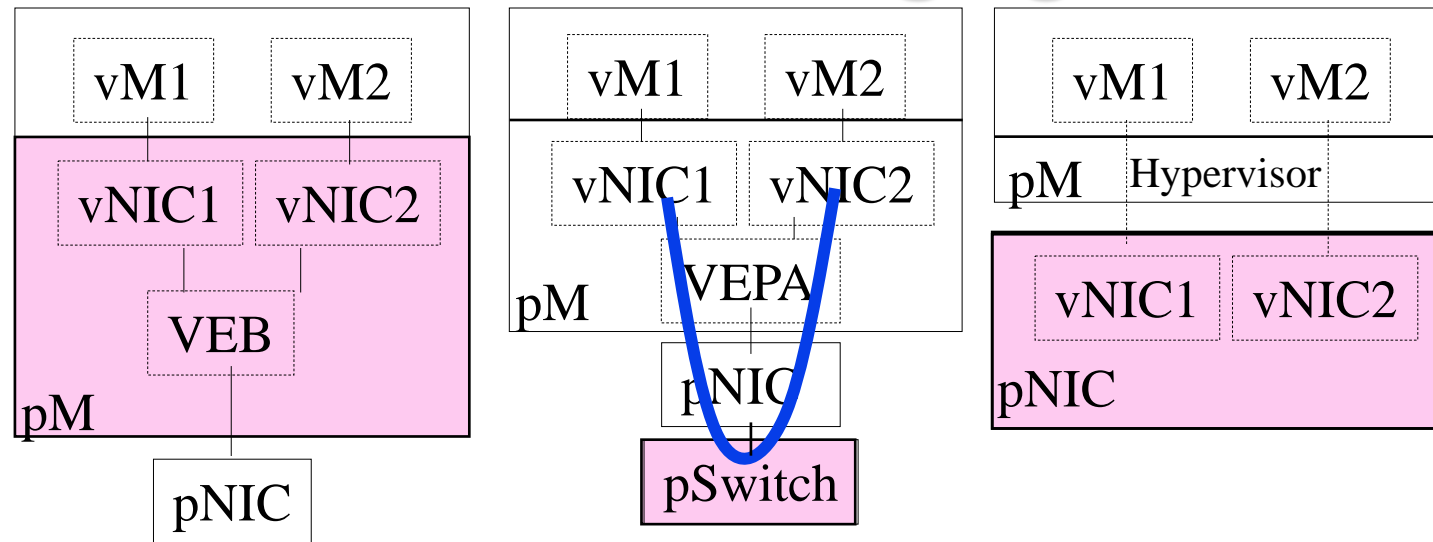 vM1 vM2
vNIC1 vNIC2
VEB
pM
pNIC
vM1 vM2
vNIC1 vNIC2
VEPA
pM
pNIC
pSwitch
vM1 vM2
pM Hypervisor
vNIC1 vNIC2
pNIC